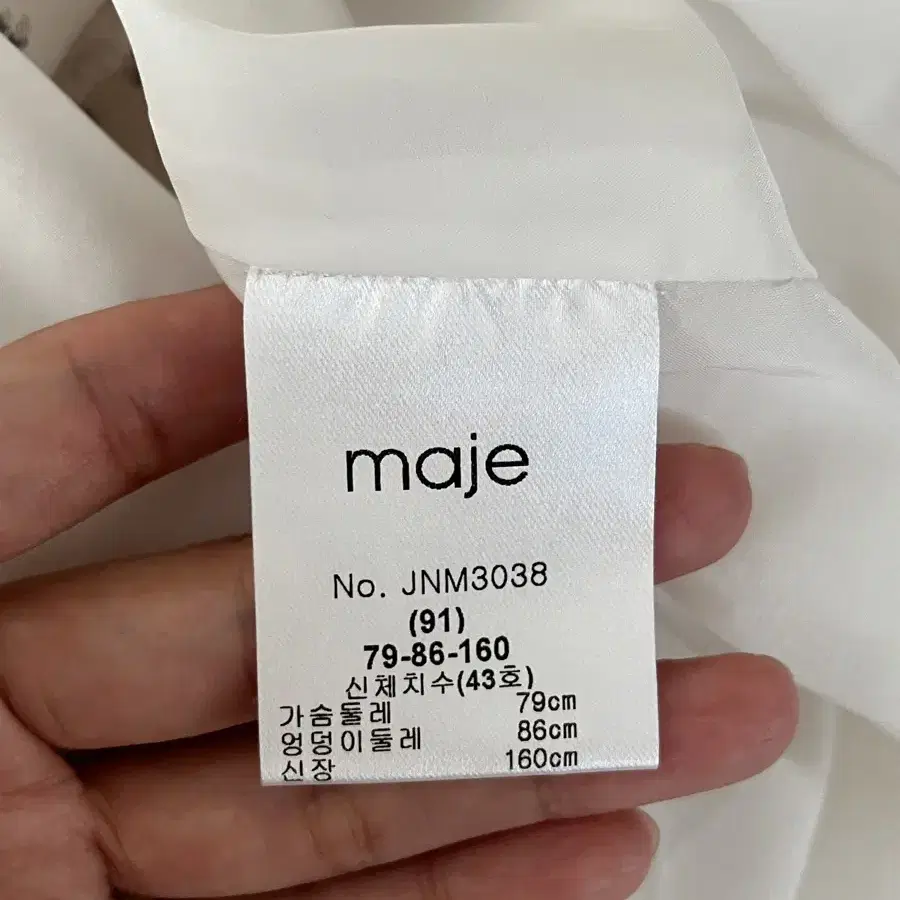 maje
No. JNM3038
(91)
79-86-160
신체치수(43호)
가슴둘레 79cm
엉덩이둘레 86cm
신장 160cm